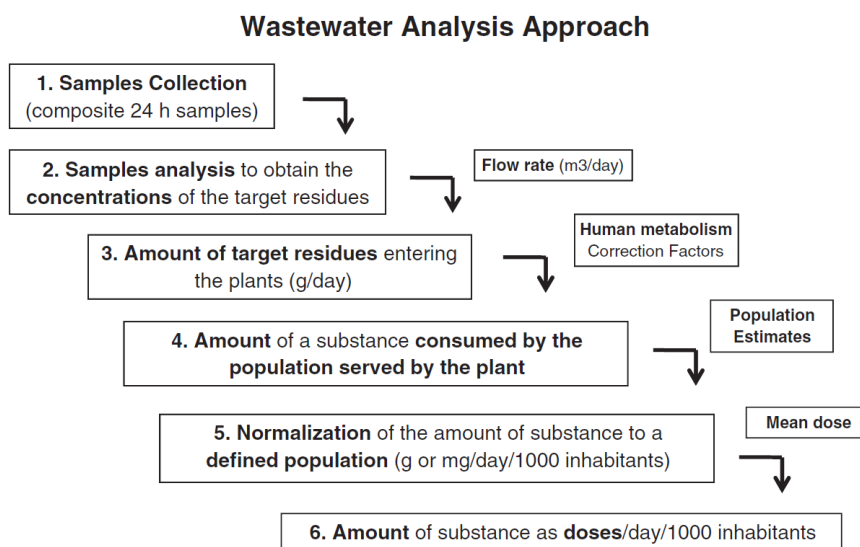 Wastewater Analysis Approach
1. Samples Collection
(composite 24 h samples)
2. Samples analysis to obtain the
concentrations of the target residues
Flow rate (m3/day)
3. Amount of target residues entering
the plants (g/day)
Human metabolism
Correction Factors
4. Amount of a substance consumed by the
population served by the plant
Population
Estimates
5. Normalization of the amount of substance to a
defined population (g or mg/day/1000 inhabitants)
Mean dose
6. Amount of substance as doses/day/1000 inhabitants